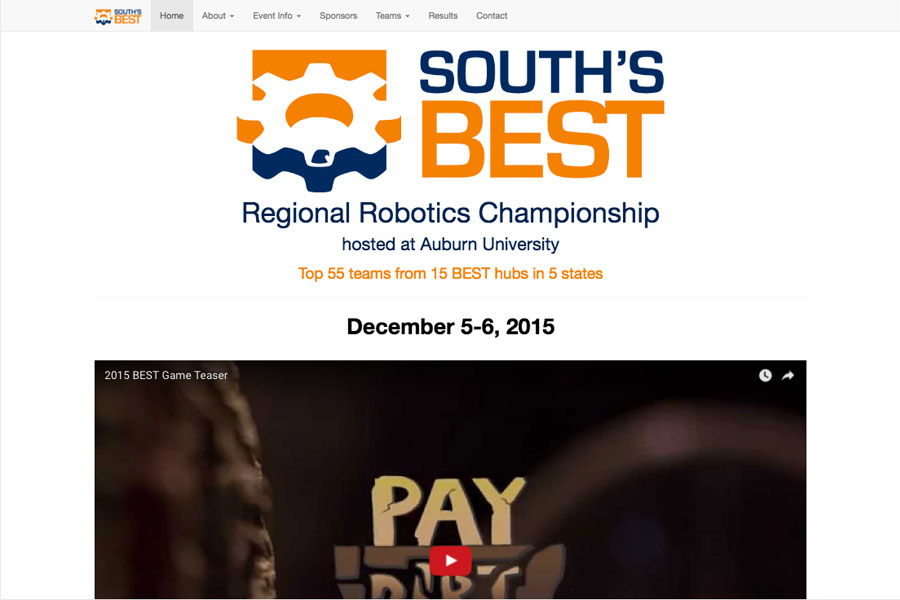 SOUTH'S
BEST
Home About Event Info Sponsors Teams Results Contact
SOUTH'S
BEST
Regional Robotics Championship
hosted at Auburn University
Top 55 teams from 15 BEST hubs in 5 states
December 5-6, 2015
2015 BEST Game Teaser
PAY